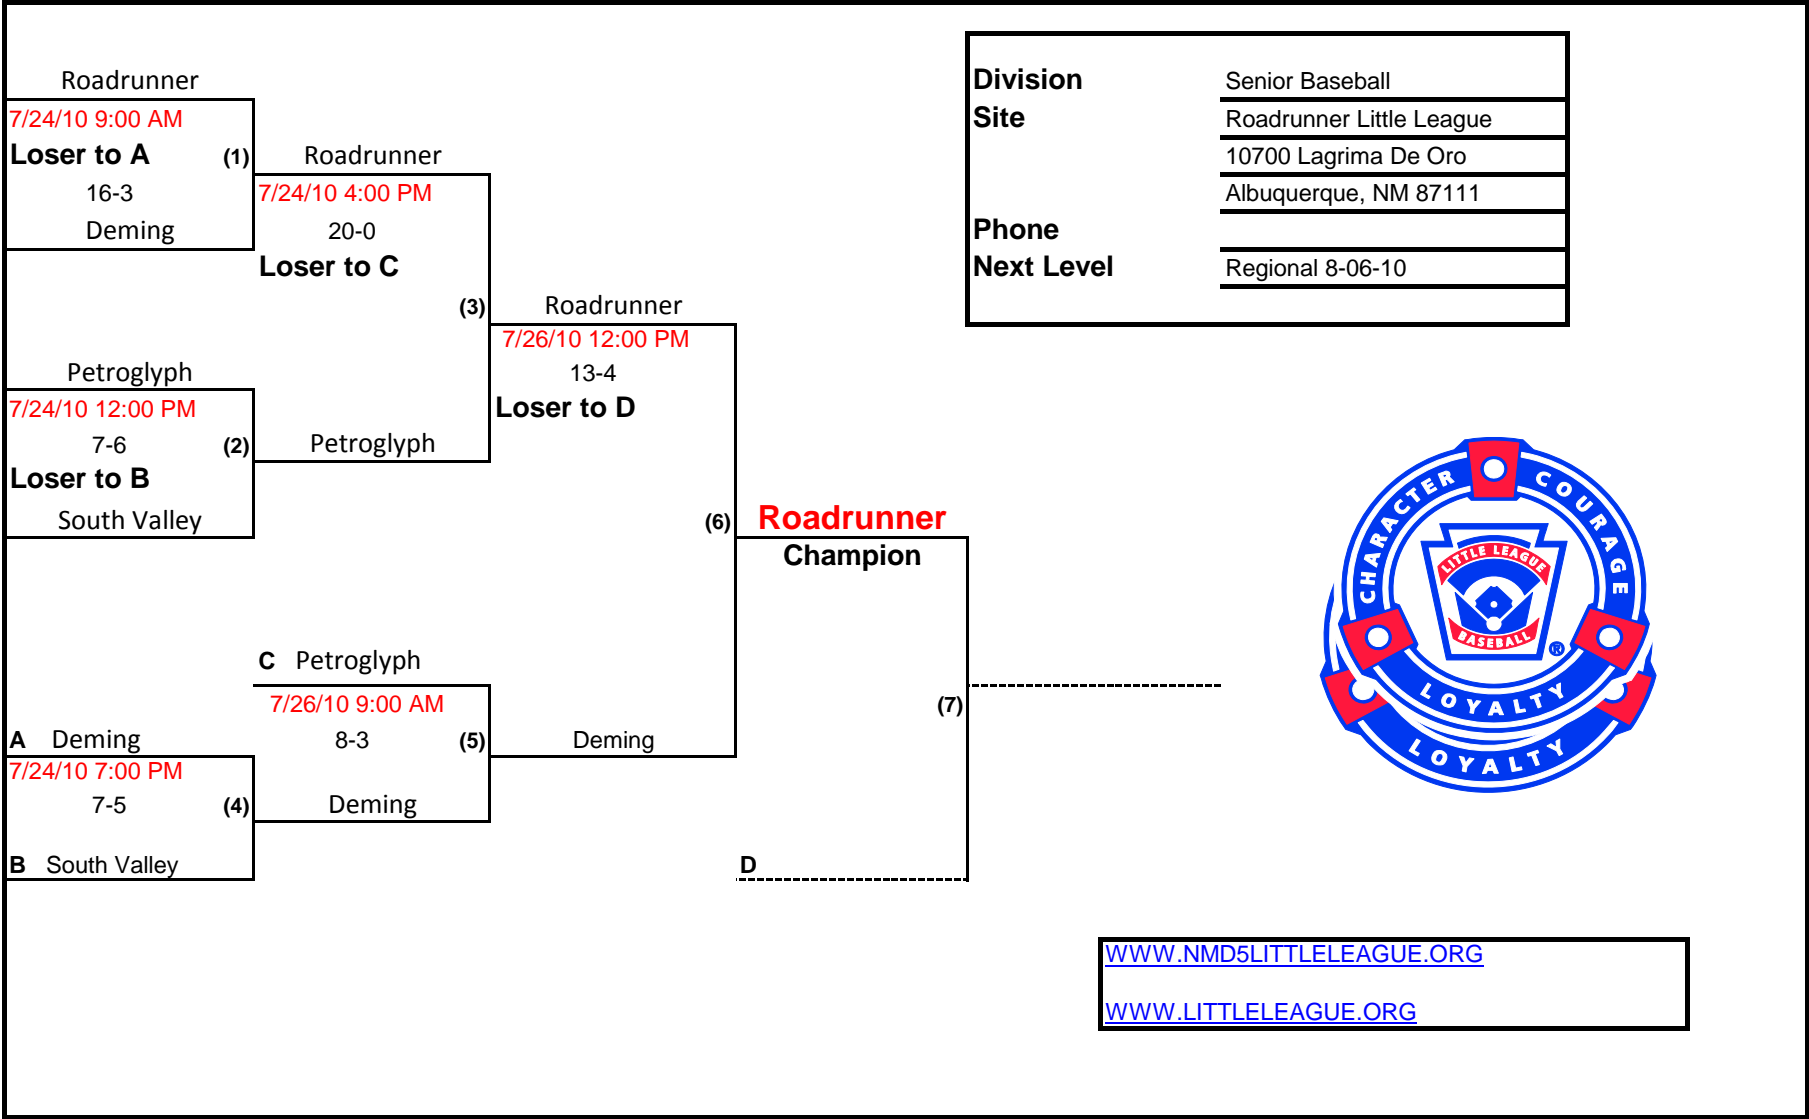 Roadrunner
7/24/10 9:00 AM
Loser to A (1)
16-3
Deming
Roadrunner
7/24/10 4:00 PM
20-0
Loser to C
(3)
Roadrunner
7/26/10 12:00 PM
13-4
Loser to D
Petroglyph
7/24/10 12:00 PM
7-6 (2)
Loser to B
South Valley
Petroglyph
(6)
Roadrunner
Champion
C Petroglyph
7/26/10 9:00 AM
8-3 (5)
Deming
A Deming
7/24/10 7:00 PM
7-5 (4)
B South Valley
Deming
(7)
D
Division Senior Baseball
Site Roadrunner Little League
10700 Lagrima De Oro
Albuquerque, NM 87111
Phone
Next Level Regional 8-06-10
CHARACTER
COURAGE
LITTLE LEAGUE
BASEBALL
®
LOYALTY
LOYALTY
WWW.NMD5LITTLELEAGUE.ORG
WWW.LITTLELEAGUE.ORG